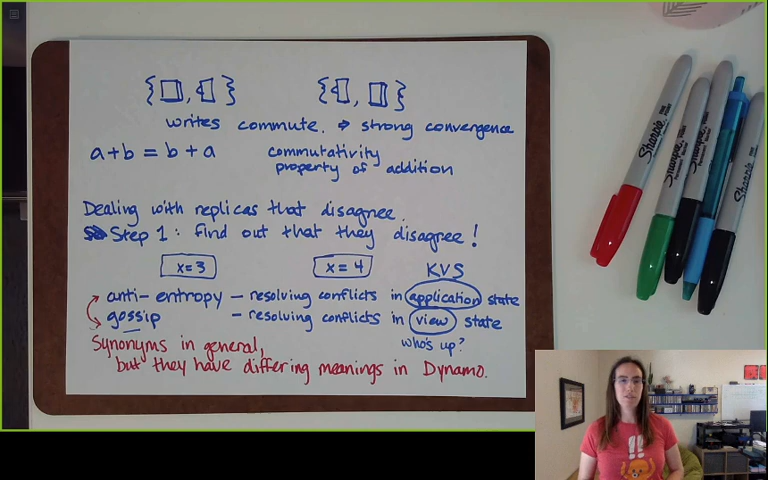 writes commute. ⇒ strong convergence
a+b = b+a
commutativity
property of addition
Dealing with replicas that disagree.
Step 1: find out that they disagree!
x=3
x=4
KVS
anti-entropy - resolving conflicts in application state
gossip - resolving conflicts in view state
who's up?
Synonyms in general,
but they have differing meanings in Dynamo.
Sharpie
Sharpie
Sharpie
Sharpie
!!